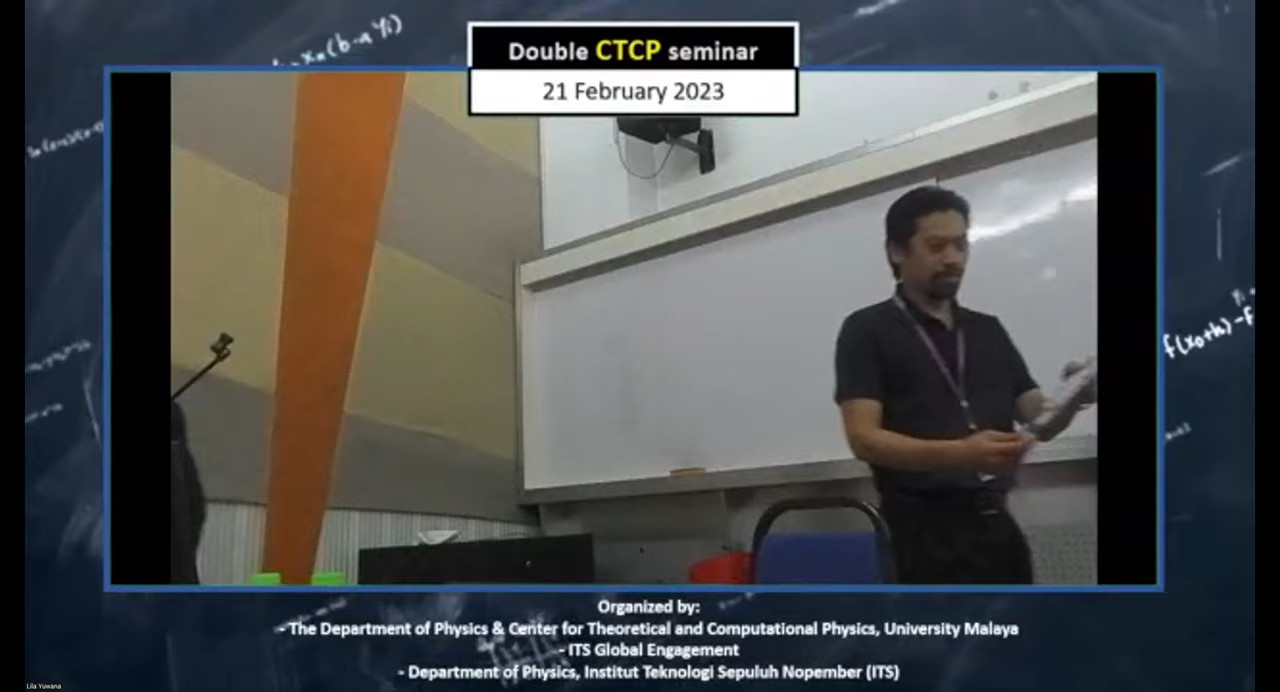 Double CTCP seminar
21 February 2023
Organized by:
- The Department of Physics & Center for Theoretical and Computational Physics, University Malaya
- ITS Global Engagement
- Department of Physics, Institut Teknologi Sepuluh Nopember (ITS)
Lila Yuwana